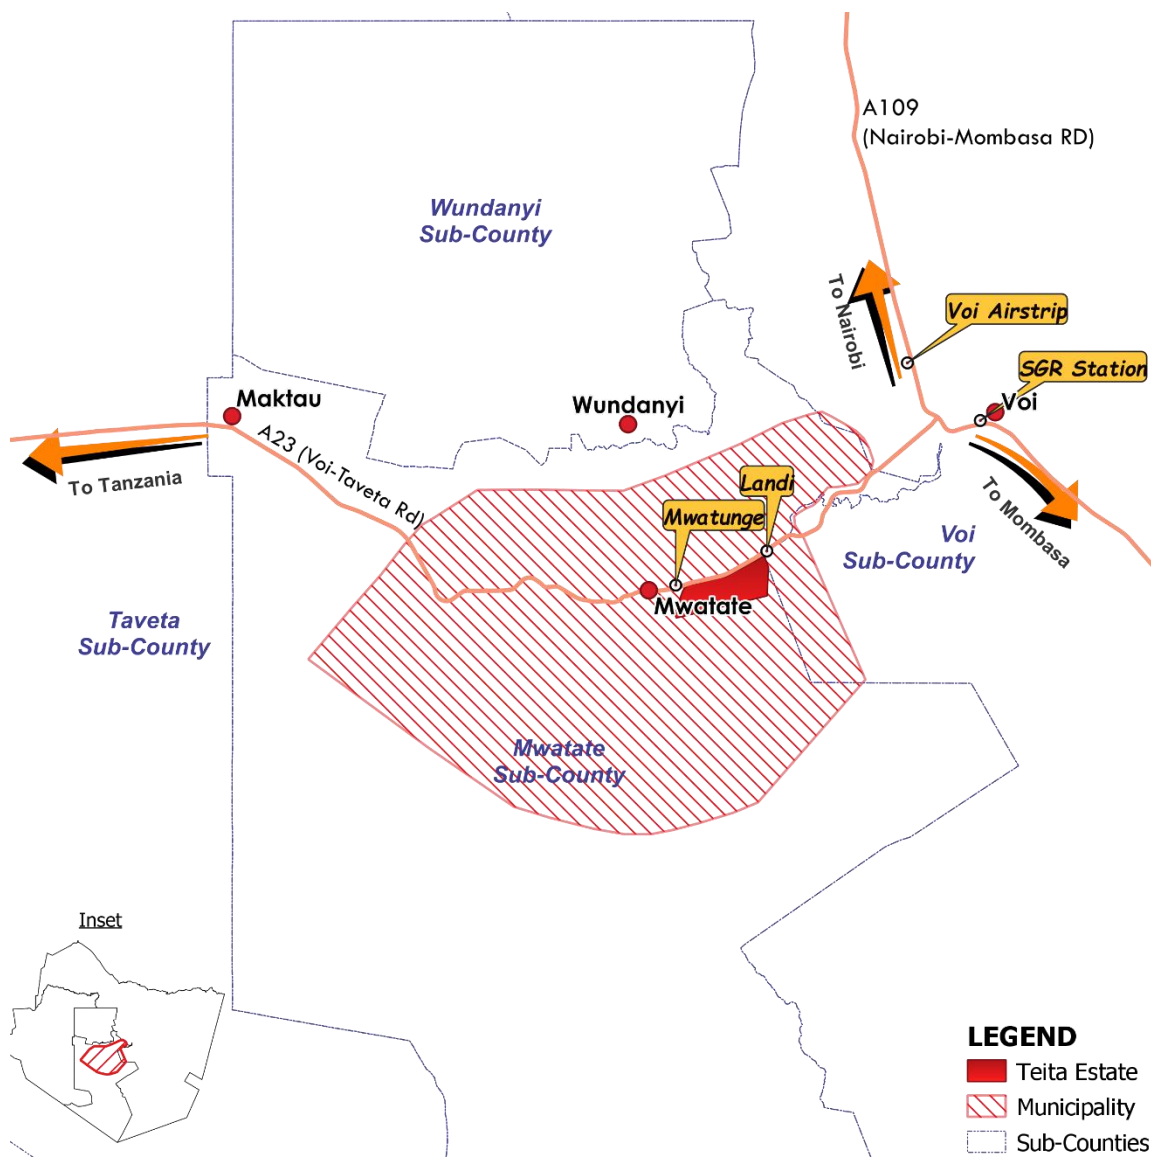 A109
(Nairobi-Mombasa RD)
Wundanyi
Sub-County
To Nairobi
Voi Airstrip
SGR Station
Maktau
Wundanyi
Voi
A23 (Voi-Taveta Rd)
To Tanzania
Landi
Mwatunge
To Mombasa
Voi
Sub-County
Mwatate
Taveta
Sub-County
Mwatate
Sub-County
Inset
LEGEND
Teita Estate
Municipality
Sub-Counties